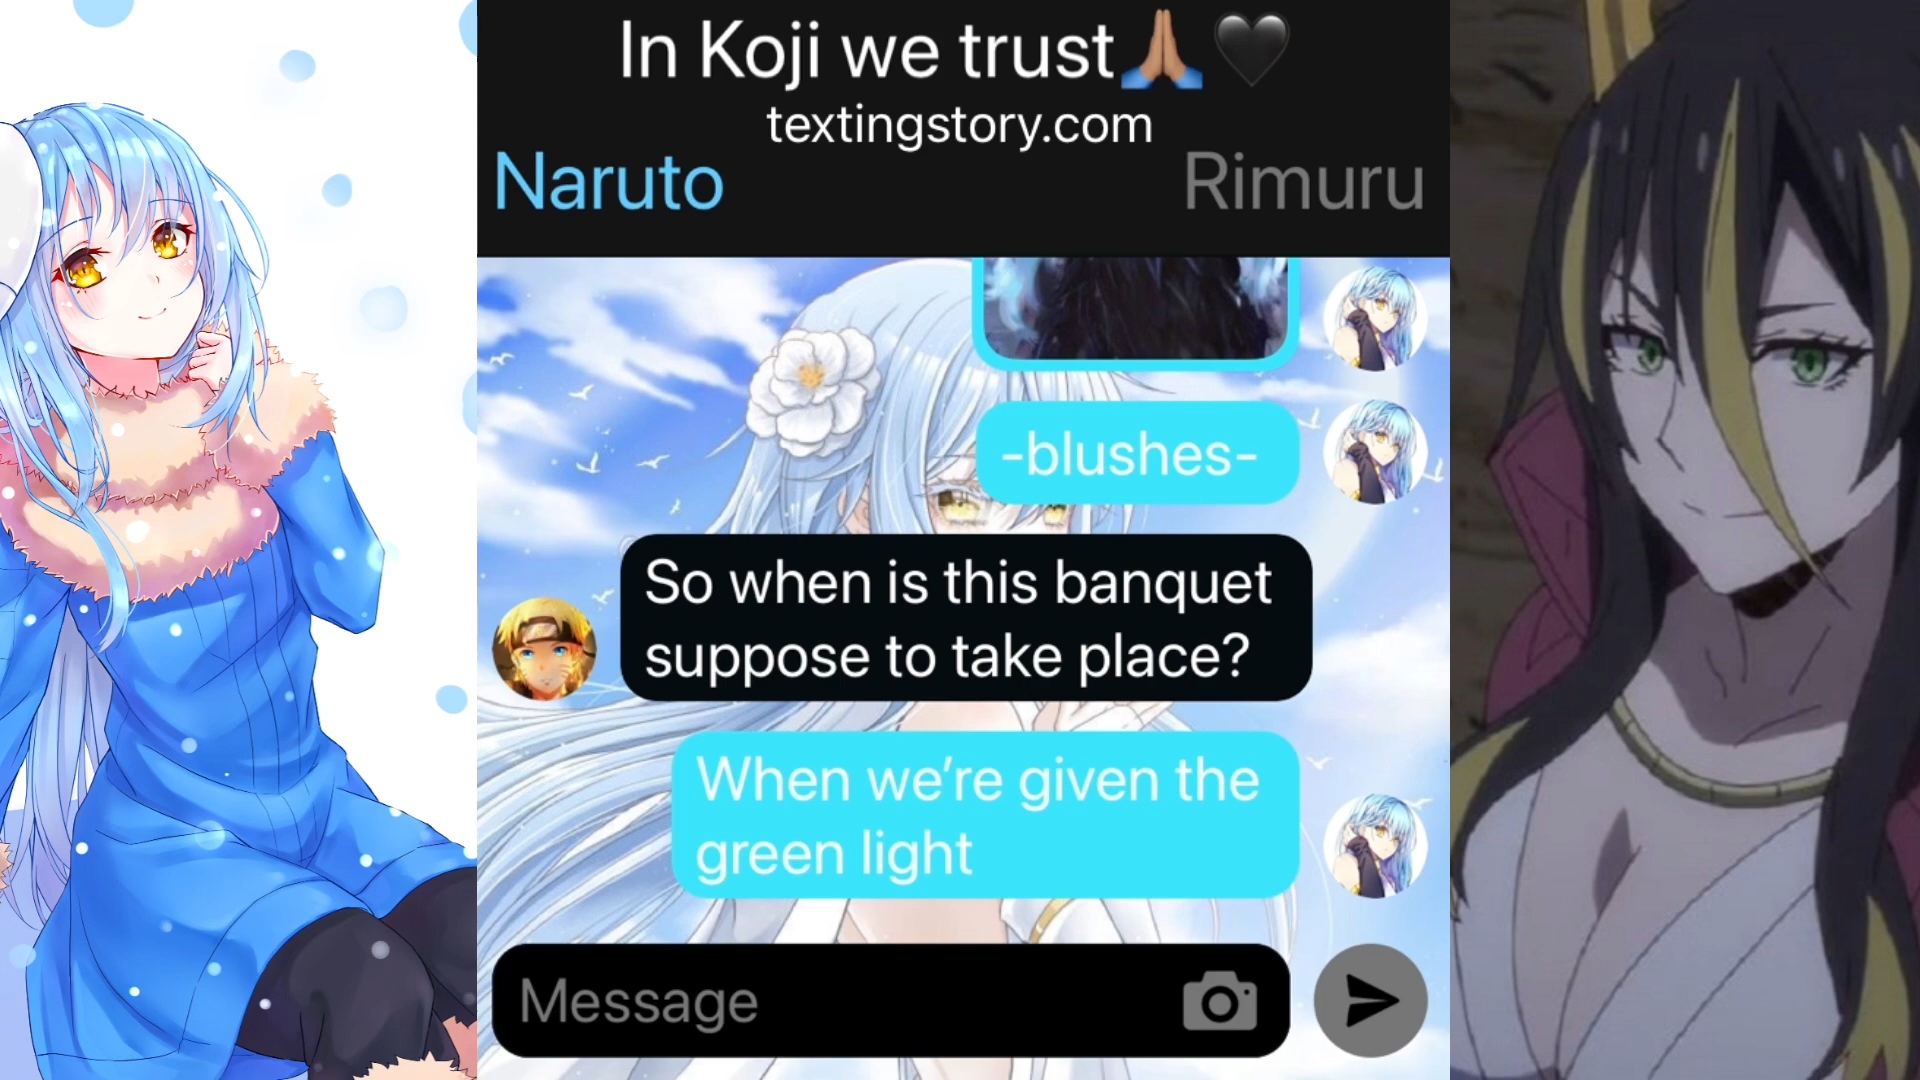 In Koji we trust🙏🏽🖤
textingstory.com
Naruto
Rimuru
-blushes-
So when is this banquet
suppose to take place?
When we're given the
green light
Message